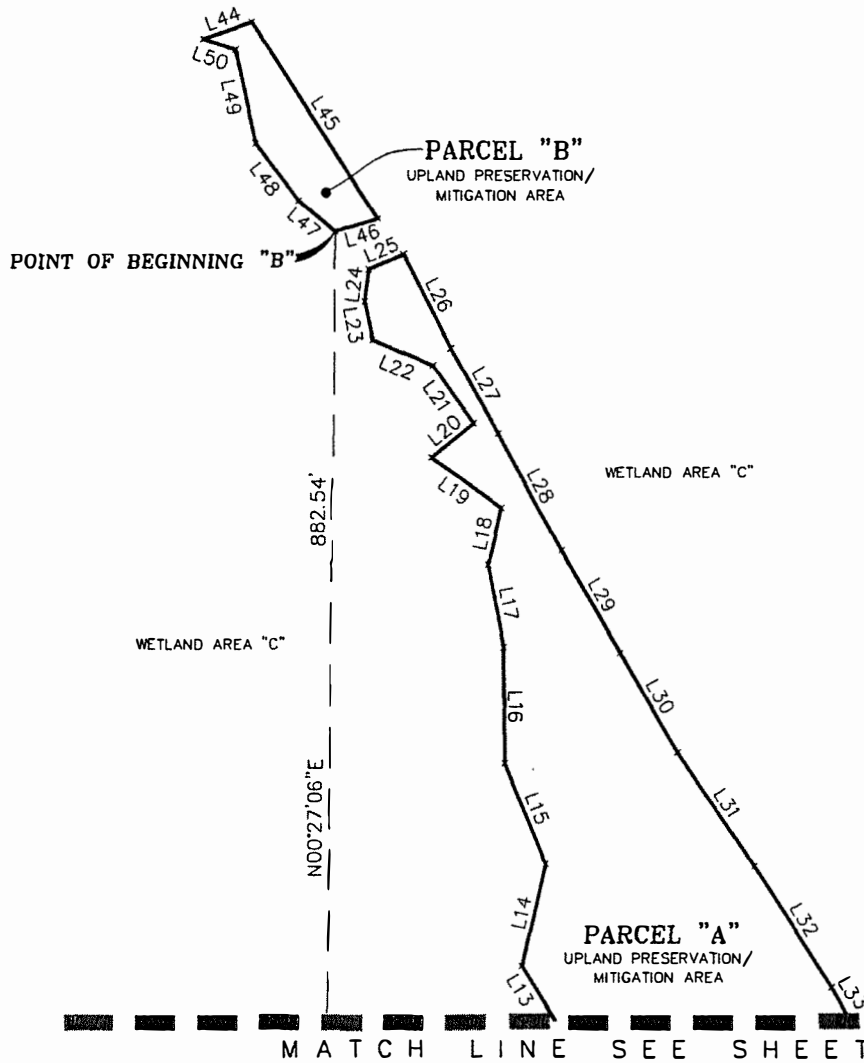 L44
L50
L49
L45
PARCEL "B"
UPLAND PRESERVATION/
MITIGATION AREA
L48
L47
L46
POINT OF BEGINNING "B"
L25
L24
L26
L23
L22
L27
L21
L20
L28
WETLAND AREA "C"
L19
882.54'
L18
L29
L17
WETLAND AREA "C"
L30
L16
N00°27'06"E
L31
L15
L14
L32
PARCEL "A"
UPLAND PRESERVATION/
MITIGATION AREA
L13
L33
MATCH LINE SEE SHEET